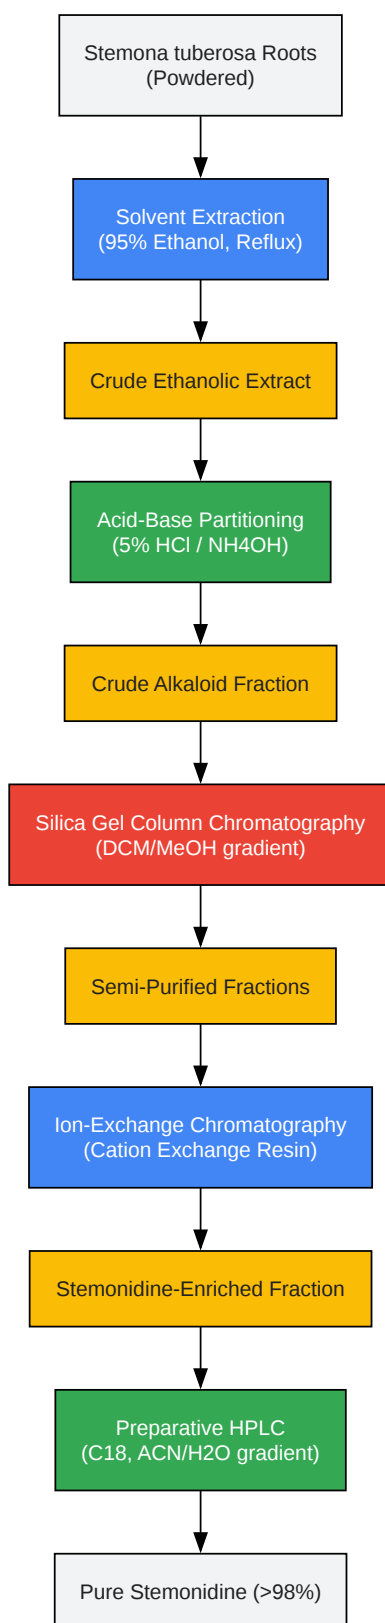 Stemona tuberosa Roots
(Powdered)
Solvent Extraction
(95% Ethanol, Reflux)
Crude Ethanolic Extract
Acid-Base Partitioning
(5% HCl / NH4OH)
Crude Alkaloid Fraction
Silica Gel Column Chromatography
(DCM/MeOH gradient)
Semi-Purified Fractions
Ion-Exchange Chromatography
(Cation Exchange Resin)
Stemonidine-Enriched Fraction
Preparative HPLC
(C18, ACN/H2O gradient)
Pure Stemonidine (>98%)